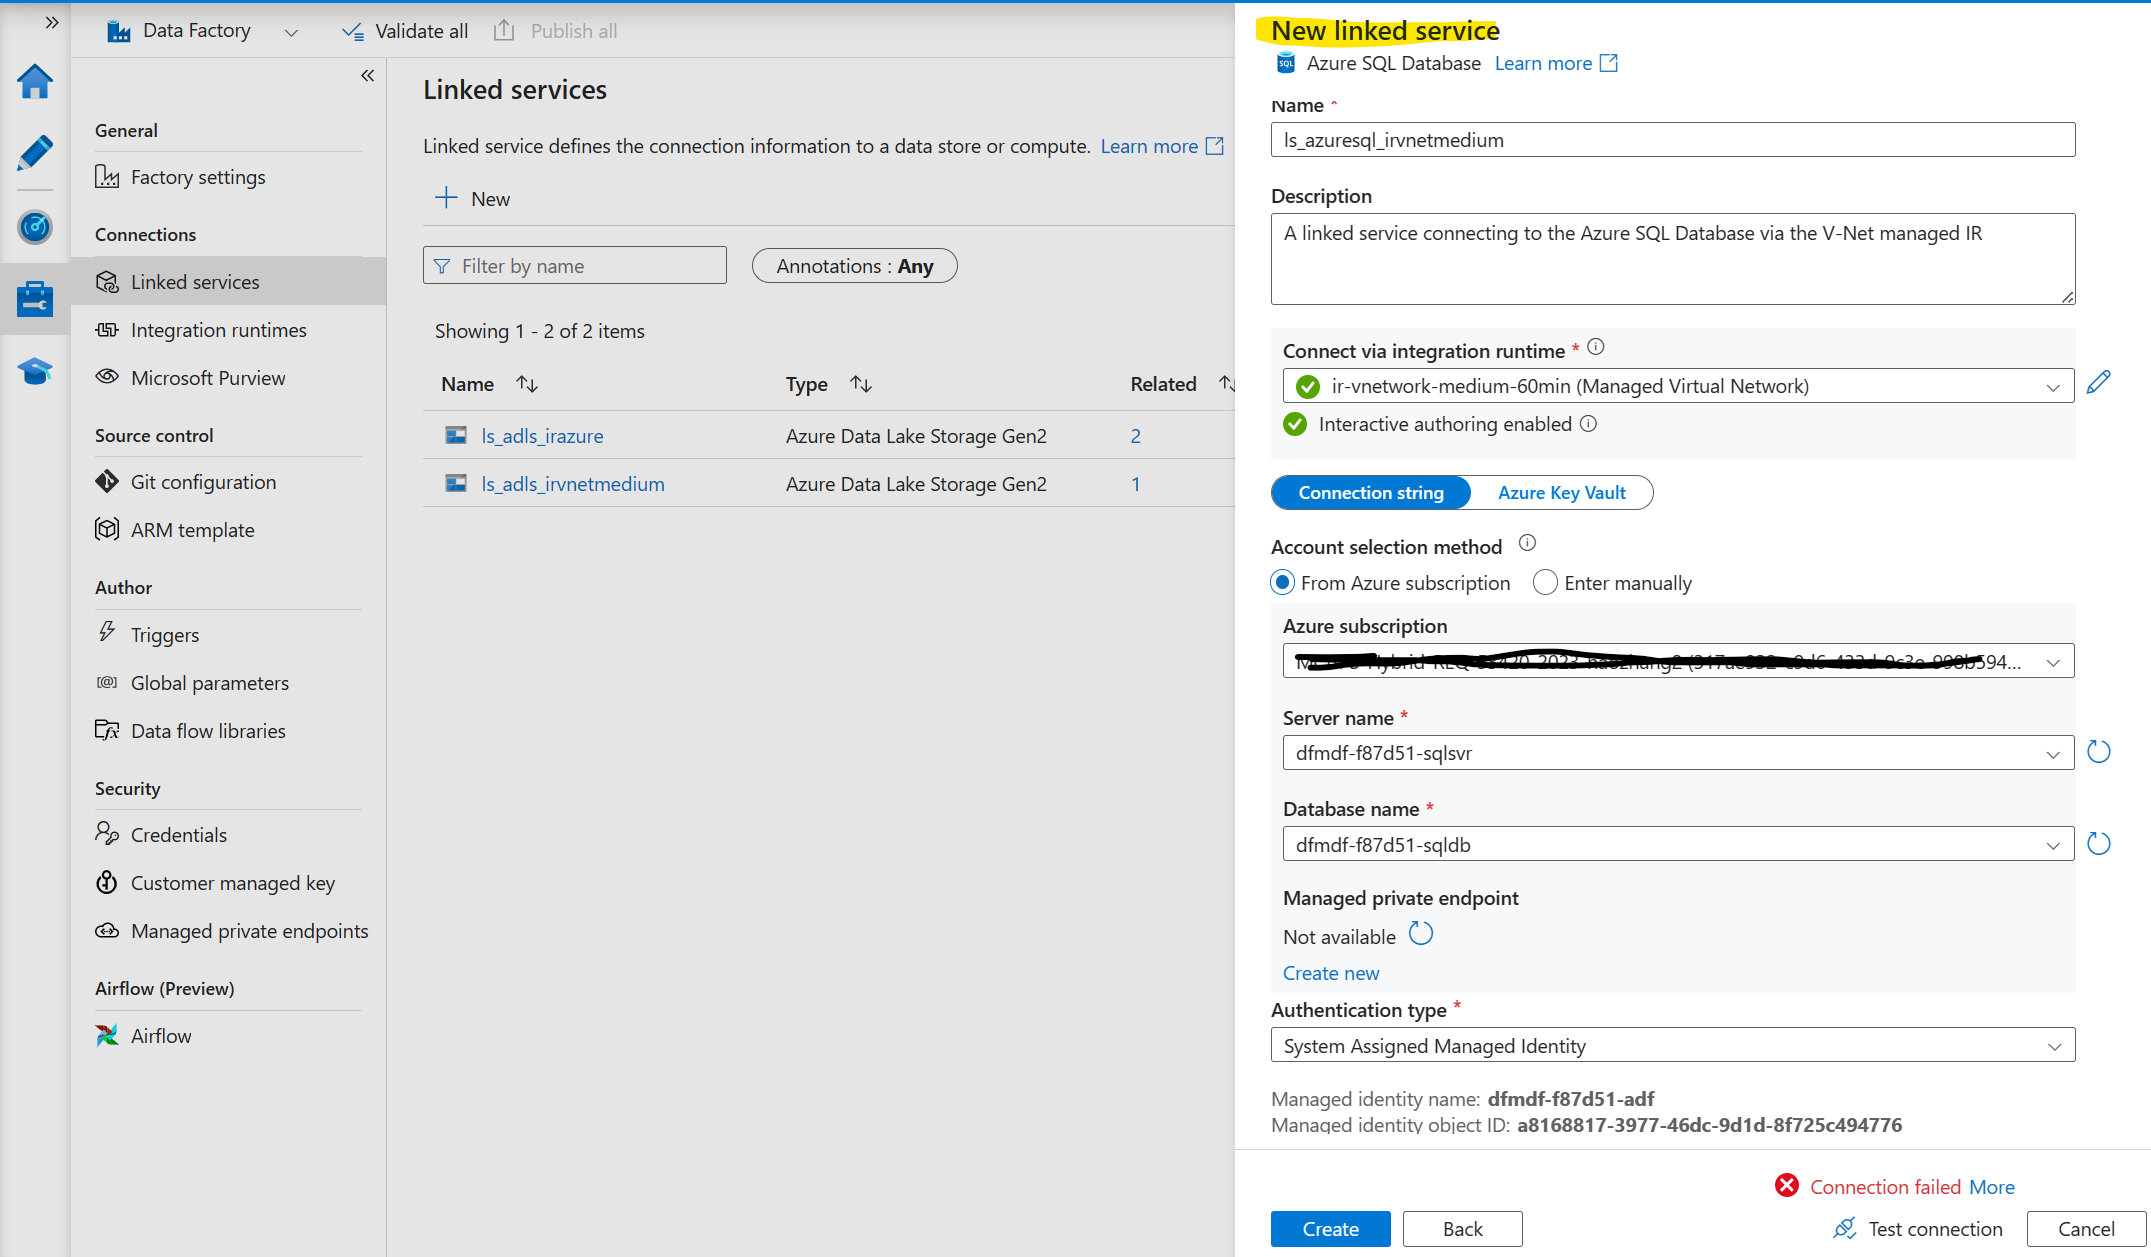 Data Factory
Validate all
Publish all
General
Factory settings
Connections
Linked services
Integration runtimes
Microsoft Purview
Source control
Git configuration
ARM template
Author
Triggers
Global parameters
Data flow libraries
Security
Credentials
Customer managed key
Managed private endpoints
Airflow (Preview)
Airflow
Linked services
Linked service defines the connection information to a data store or compute. Learn more
New
Filter by name
Annotations : Any
Showing 1 - 2 of 2 items
Name Type Related
ls_adls_irazure Azure Data Lake Storage Gen2 2
ls_adls_irvnetmedium Azure Data Lake Storage Gen2 1
New linked service
SQL
Azure SQL Database Learn more
Name *
ls_azuresql_irvnetmedium
Description
A linked service connecting to the Azure SQL Database via the V-Net managed IR
Connect via integration runtime *
ir-vnetwork-medium-60min (Managed Virtual Network)
Interactive authoring enabled
Connection string Azure Key Vault
Account selection method
From Azure subscription Enter manually
Azure subscription
Server name *
dfmdf-f87d51-sqlsvr
Database name *
dfmdf-f87d51-sqldb
Managed private endpoint
Not available
Create new
Authentication type *
System Assigned Managed Identity
Managed identity name: dfmdf-f87d51-adf
Managed identity object ID: a8168817-3977-46dc-9d1d-8f725c494776
Connection failed More
Create Back Test connection Cancel